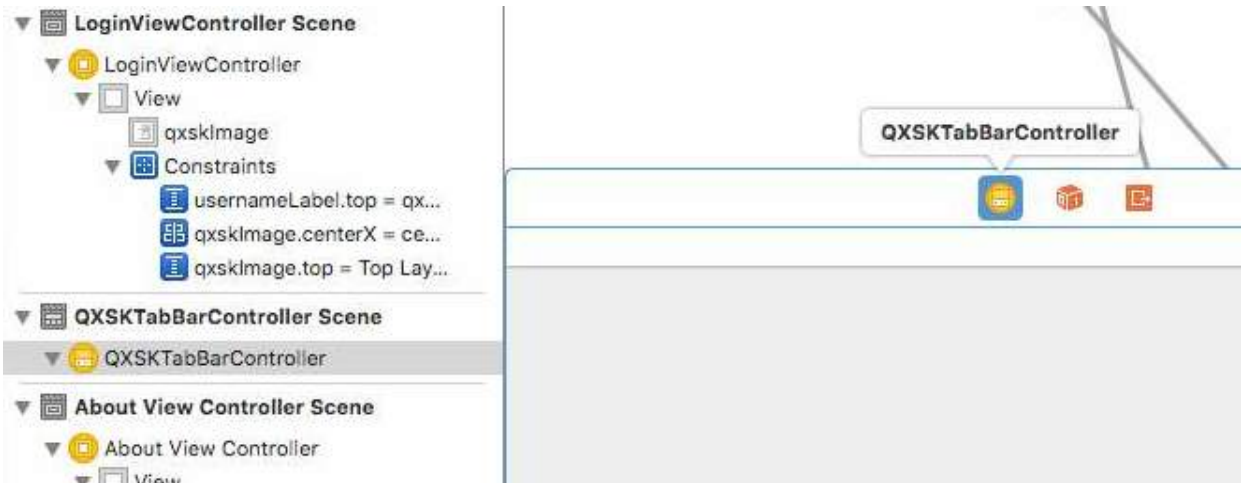 LoginViewController Scene
LoginViewController
View
qxskImage
Constraints
usernameLabel.top = qx...
qxskImage.centerX = ce...
qxskImage.top = Top Lay...
QXSKTabBarController Scene
QXSKTabBarController
About View Controller Scene
About View Controller
View
QXSKTabBarController